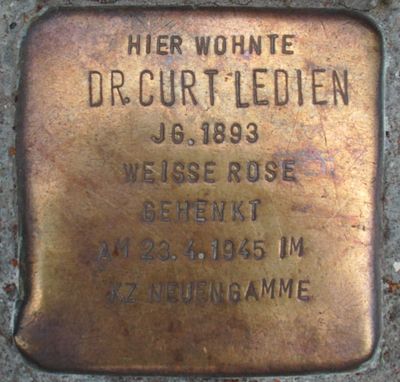 HIER WOHNTE
DR. CURT LEDIEN
JG. 1893
WEISSE ROSE
GEHENKT
AM 23.4.1945 IM
KZ NEUENGAMME